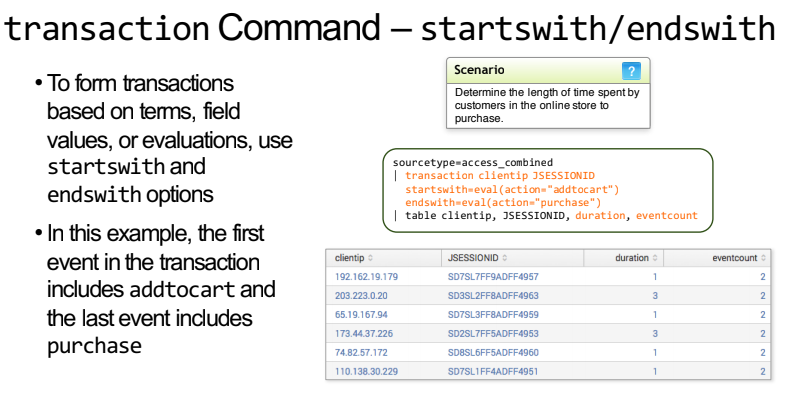 transaction Command – startswith/endswith
• To form transactions
based on terms, field
values, or evaluations, use
startswith and
endswith options
• In this example, the first
event in the transaction
includes addtocart and
the last event includes
purchase
Scenario ?
Determine the length of time spent by
customers in the online store to
purchase.
sourcetype=access_combined
| transaction clientip JSESSIONID
startswith=eval(action="addtocart")
endswith=eval(action="purchase")
| table clientip, JSESSIONID, duration, eventcount
clientip JSESSIONID duration eventcount
192.162.19.179 SD7SL7FF9ADFF4957 1 2
203.223.0.20 SD3SL2FF8ADFF4963 3 2
65.19.167.94 SD7SL3FF8ADFF4959 1 2
173.44.37.226 SD2SL7FF5ADFF4953 3 2
74.82.57.172 SD8SL6FF5ADFF4960 1 2
110.138.30.229 SD7SL1FF4ADFF4951 1 2